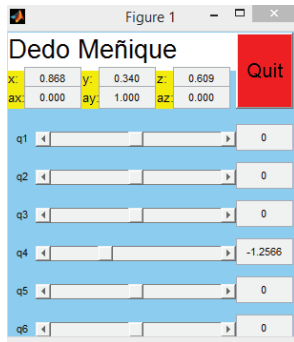 Figure 1
Dedo Meñique
Quit
x: 0.868 y: 0.340 z: 0.609
ax: 0.000 ay: 1.000 az: 0.000
q1 0
q2 0
q3 0
q4 -1.2566
q5 0
q6 0